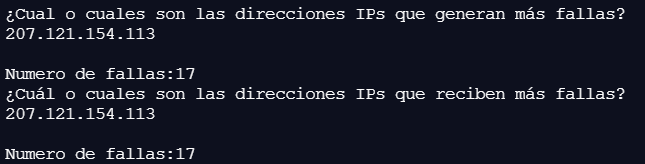 ¿Cual o cuales son las direcciones IPs que generan más fallas?
207.121.154.113
Numero de fallas:17
¿Cuál o cuales son las direcciones IPs que reciben más fallas?
207.121.154.113
Numero de fallas:17